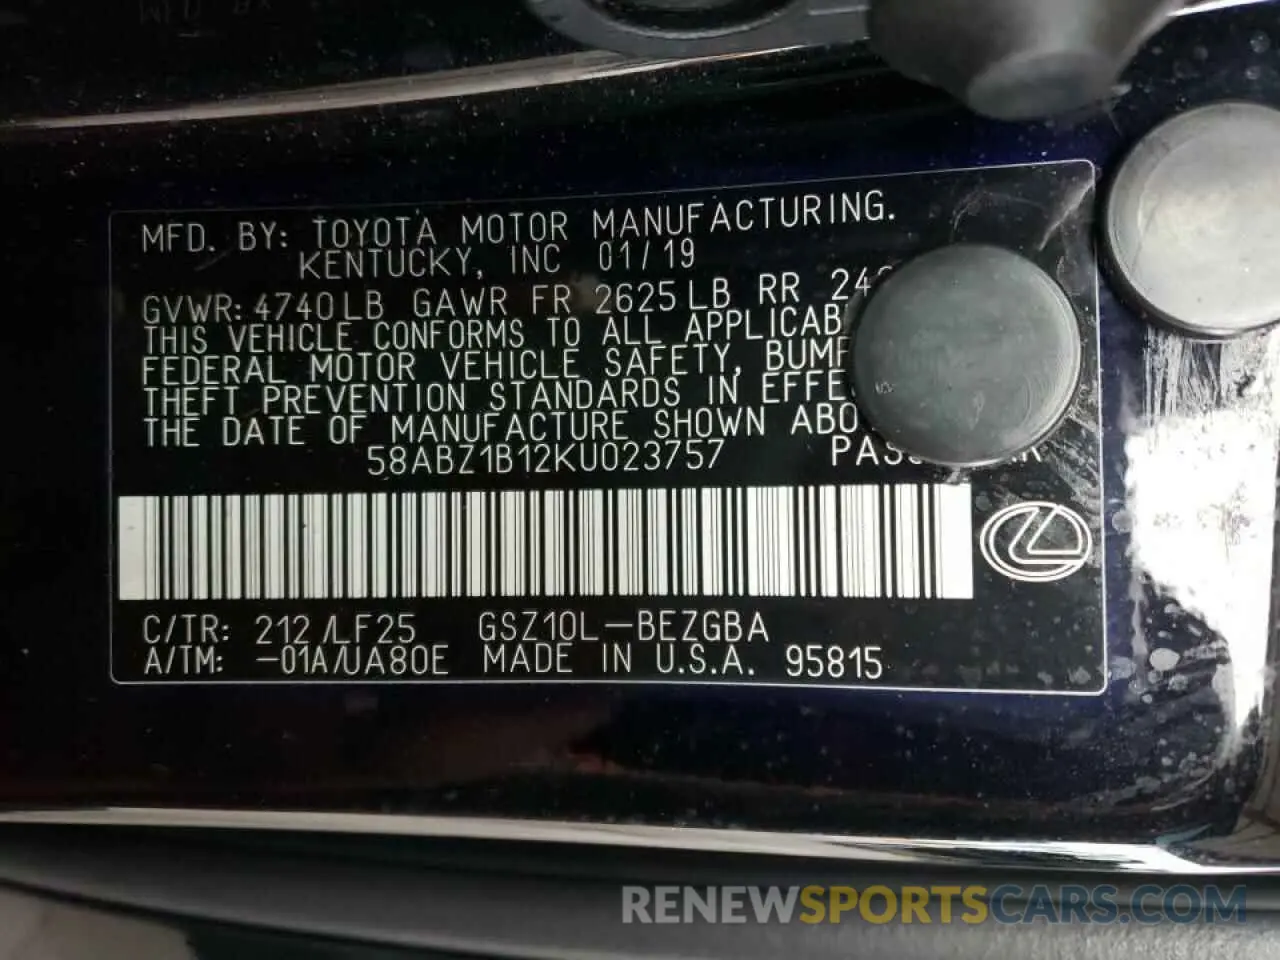 MFD. BY: TOYOTA MOTOR MANUFACTURING.
KENTUCKY, INC 01/19
GVWR: 4740LB GAWR FR 2625LB RR
THIS VEHICLE CONFORMS TO ALL
FEDERAL MOTOR VEHICLE SAFETY,
THEFT PREVENTION STANDARDS IN
THE DATE OF MANUFACTURE SHOWN
58ABZ1B12KU023757
C/TR: 212/LF25 GSZ10L-BEZGBA
A/TM: -01A/UA80E MADE IN U.S.A. 95815
RENEWSPORTSCARS.COM